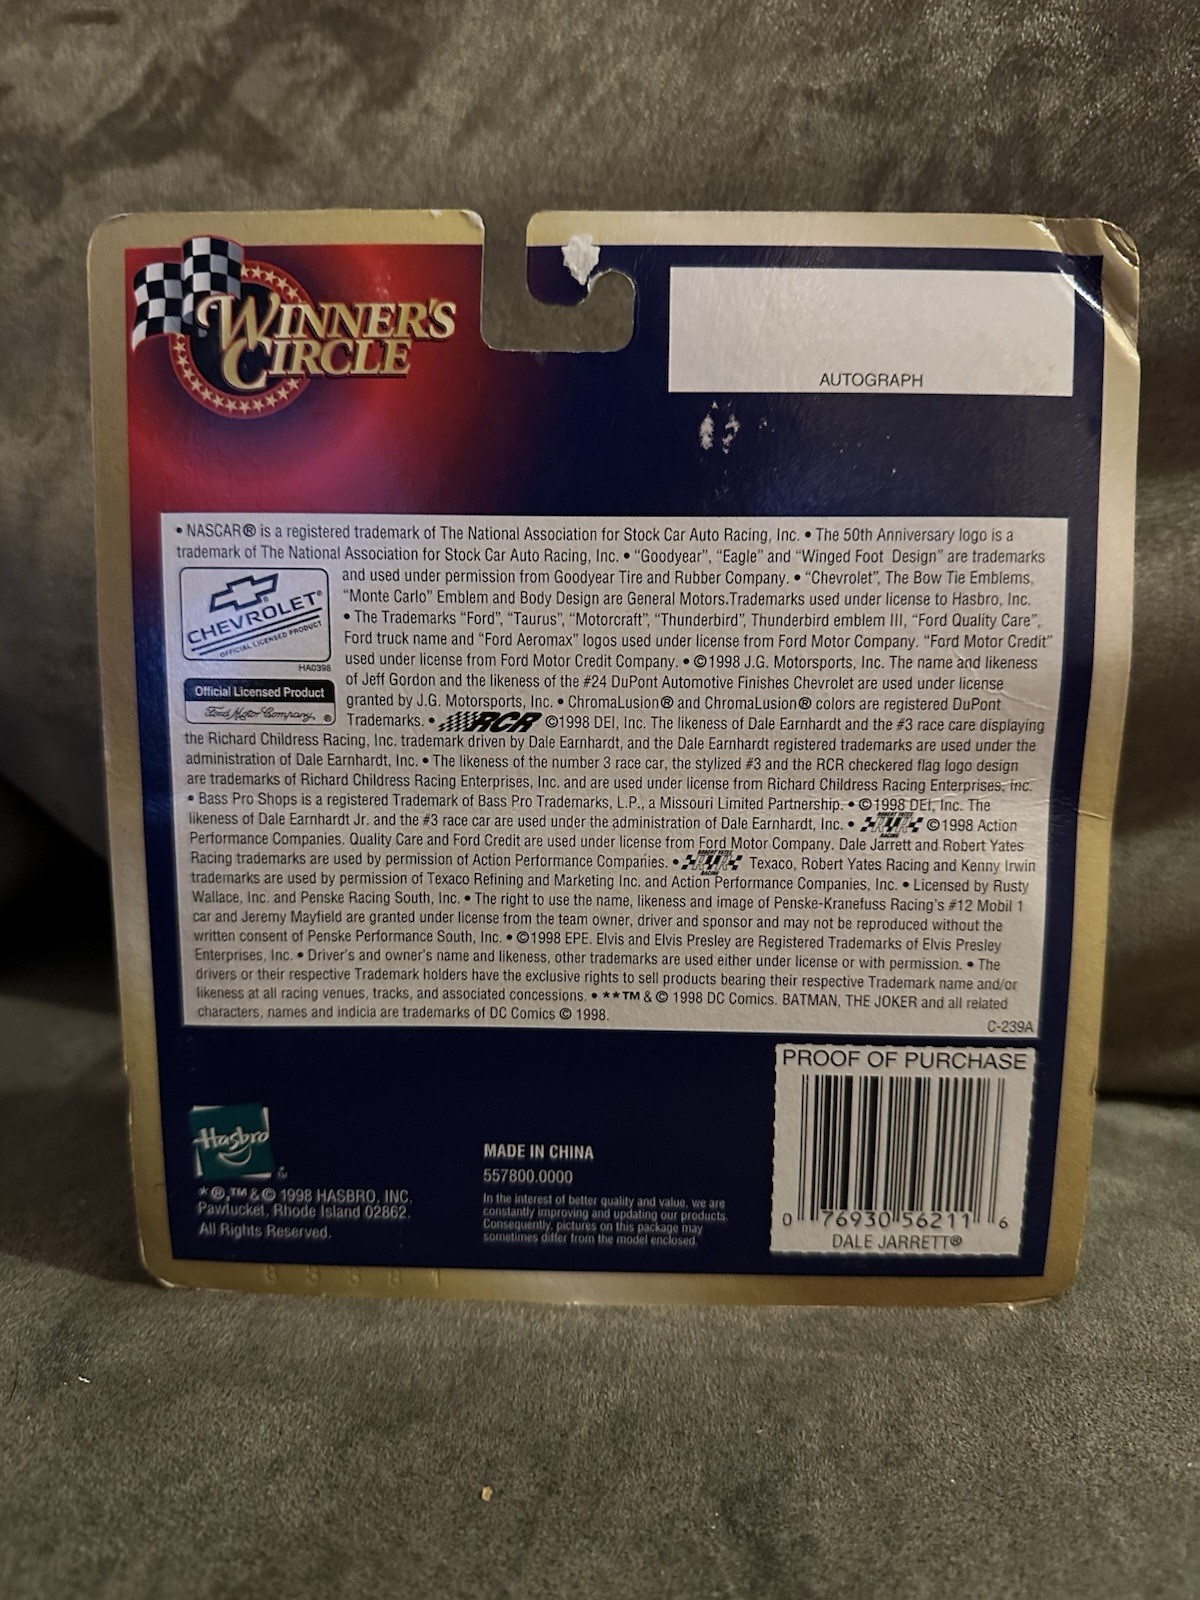 WINNER'S
CIRCLE
AUTOGRAPH
• NASCAR® is a registered trademark of The National Association for Stock Car Auto Racing, Inc. • The 50th Anniversary logo is a
trademark of The National Association for Stock Car Auto Racing, Inc. • "Goodyear", "Eagle" and "Winged Foot Design" are trademarks
and used under permission from Goodyear Tire and Rubber Company. • "Chevrolet", The Bow Tie Emblems,
"Monte Carlo" Emblem and Body Design are General Motors.Trademarks used under license to Hasbro, Inc.
• The Trademarks "Ford", "Taurus", "Motorcraft", "Thunderbird", Thunderbird emblem III, "Ford Quality Care",
Ford truck name and "Ford Aeromax" logos used under license from Ford Motor Company. "Ford Motor Credit"
used under license from Ford Motor Credit Company. • ©1998 J.G. Motorsports, Inc. The name and likeness
of Jeff Gordon and the likeness of the #24 DuPont Automotive Finishes Chevrolet are used under license
granted by J.G. Motorsports, Inc. • ChromaLusion® and ChromaLusion® colors are registered DuPont
Trademarks. • RCR ©1998 DEI, Inc. The likeness of Dale Earnhardt and the #3 race care displaying
CHEVROLET®
OFFICIAL LICENSED PRODUCT
HA0398
Official Licensed Product
Ford Motor Company, ®
the Richard Childress Racing, Inc. trademark driven by Dale Earnhardt, and the Dale Earnhardt registered trademarks are used under the
administration of Dale Earnhardt, Inc. • The likeness of the number 3 race car, the stylized #3 and the RCR checkered flag logo design
are trademarks of Richard Childress Racing Enterprises, Inc. and are used under license from Richard Childress Racing Enterprises, Inc.
• Bass Pro Shops is a registered Trademark of Bass Pro Trademarks, L.P., a Missouri Limited Partnership. • ©1998 DEI, Inc. The
likeness of Dale Earnhardt Jr. and the #3 race car are used under the administration of Dale Earnhardt, Inc. • ROBERT YATES RYR RACING ©1998 Action
Performance Companies. Quality Care and Ford Credit are used under license from Ford Motor Company. Dale Jarrett and Robert Yates
Racing trademarks are used by permission of Action Performance Companies. • ROBERT YATES RYR RACING Texaco, Robert Yates Racing and Kenny Irwin
trademarks are used by permission of Texaco Refining and Marketing Inc. and Action Performance Companies, Inc. • Licensed by Rusty
Wallace, Inc. and Penske Racing South, Inc. • The right to use the name, likeness and image of Penske-Kranefuss Racing's #12 Mobil 1
car and Jeremy Mayfield are granted under license from the team owner, driver and sponsor and may not be reproduced without the
written consent of Penske Performance South, Inc. • ©1998 EPE. Elvis and Elvis Presley are Registered Trademarks of Elvis Presley
Enterprises, Inc. • Driver's and owner's name and likeness, other trademarks are used either under license or with permission. • The
drivers or their respective Trademark holders have the exclusive rights to sell products bearing their respective Trademark name and/or
likeness at all racing venues, tracks, and associated concessions. • **TM & © 1998 DC Comics. BATMAN, THE JOKER and all related
characters, names and indicia are trademarks of DC Comics © 1998.
C-239A
PROOF OF PURCHASE
0 76930 56211 6
DALE JARRETT®
Hasbro
TM
*®,TM & © 1998 HASBRO, INC.
Pawtucket, Rhode Island 02862.
All Rights Reserved.
MADE IN CHINA
557800.0000
In the interest of better quality and value, we are
constantly improving and updating our products.
Consequently, pictures on this package may
sometimes differ from the model enclosed.